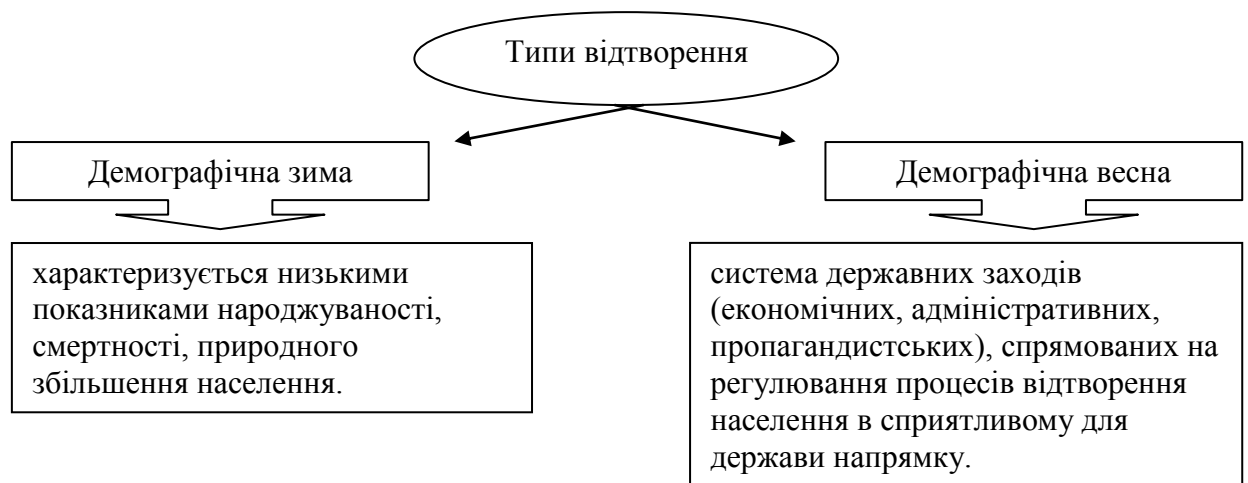 Типи відтворення
Демографічна зима
характеризується низькими
показниками народжуваності,
смертності, природного
збільшення населення.
Демографічна весна
система державних заходів
(економічних, адміністративних,
пропагандистських), спрямованих на
регулювання процесів відтворення
населення в сприятливому для
держави напрямку.